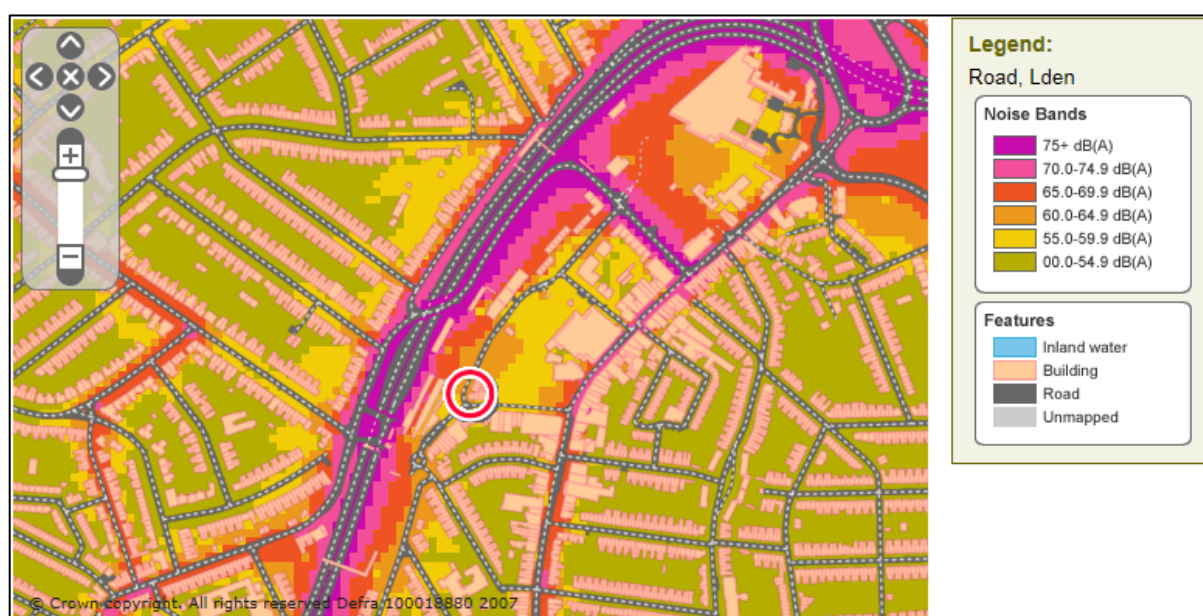 Legend:
Road, Lden
Noise Bands
75+ dB(A)
70.0-74.9 dB(A)
65.0-69.9 dB(A)
60.0-64.9 dB(A)
55.0-59.9 dB(A)
00.0-54.9 dB(A)
Features
Inland water
Building
Road
Unmapped
© Crown copyright. All rights reserved Defra 100018880 2007